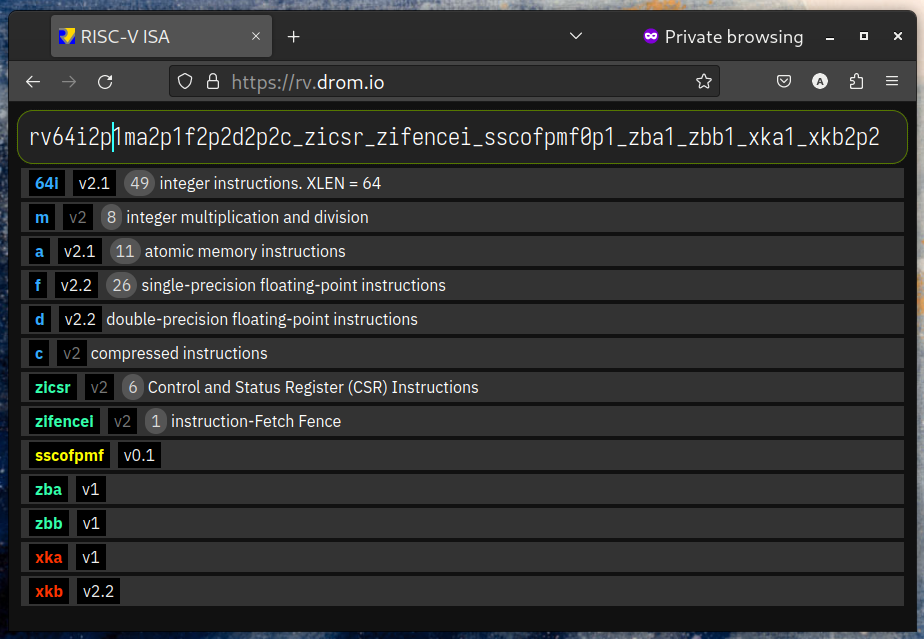 RISC-V ISA
Private browsing
https://rv.drom.io
A
rv64i2p1ma2p1f2p2d2p2c_zicsr_zifencei_sscofpmf0p1_zba1_zbb1_xka1_xkb2p2
64i v2.1 49 integer instructions. XLEN = 64
m v2 8 integer multiplication and division
a v2.1 11 atomic memory instructions
f v2.2 26 single-precision floating-point instructions
d v2.2 double-precision floating-point instructions
c v2 compressed instructions
zicsr v2 6 Control and Status Register (CSR) Instructions
zifencei v2 1 instruction-Fetch Fence
sscofpmf v0.1
zba v1
zbb v1
xka v1
xkb v2.2